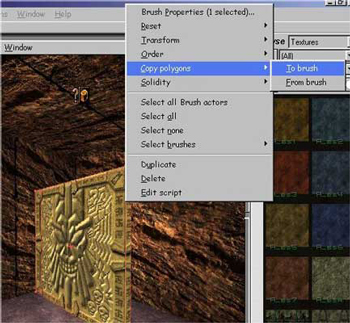 Window
Window
Brush Properties (1 selected)...
Reset
Transform
Order
Copy polygons
Solidity
Select all Brush actors
Select all
Select none
Select brushes
Duplicate
Delete
Edit script
To brush
From brush
Textures
(All)